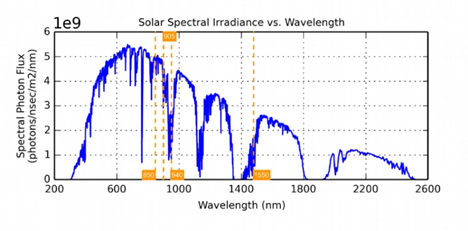 Solar Spectral Irradiance vs. Wavelength
1e9
905
Spectral Photon Flux
(photons/nsec/m2/nm)
6
5
4
3
2
1
0
850
940
1550
200 600 1000 1400 1800 2200 2600
Wavelength (nm)